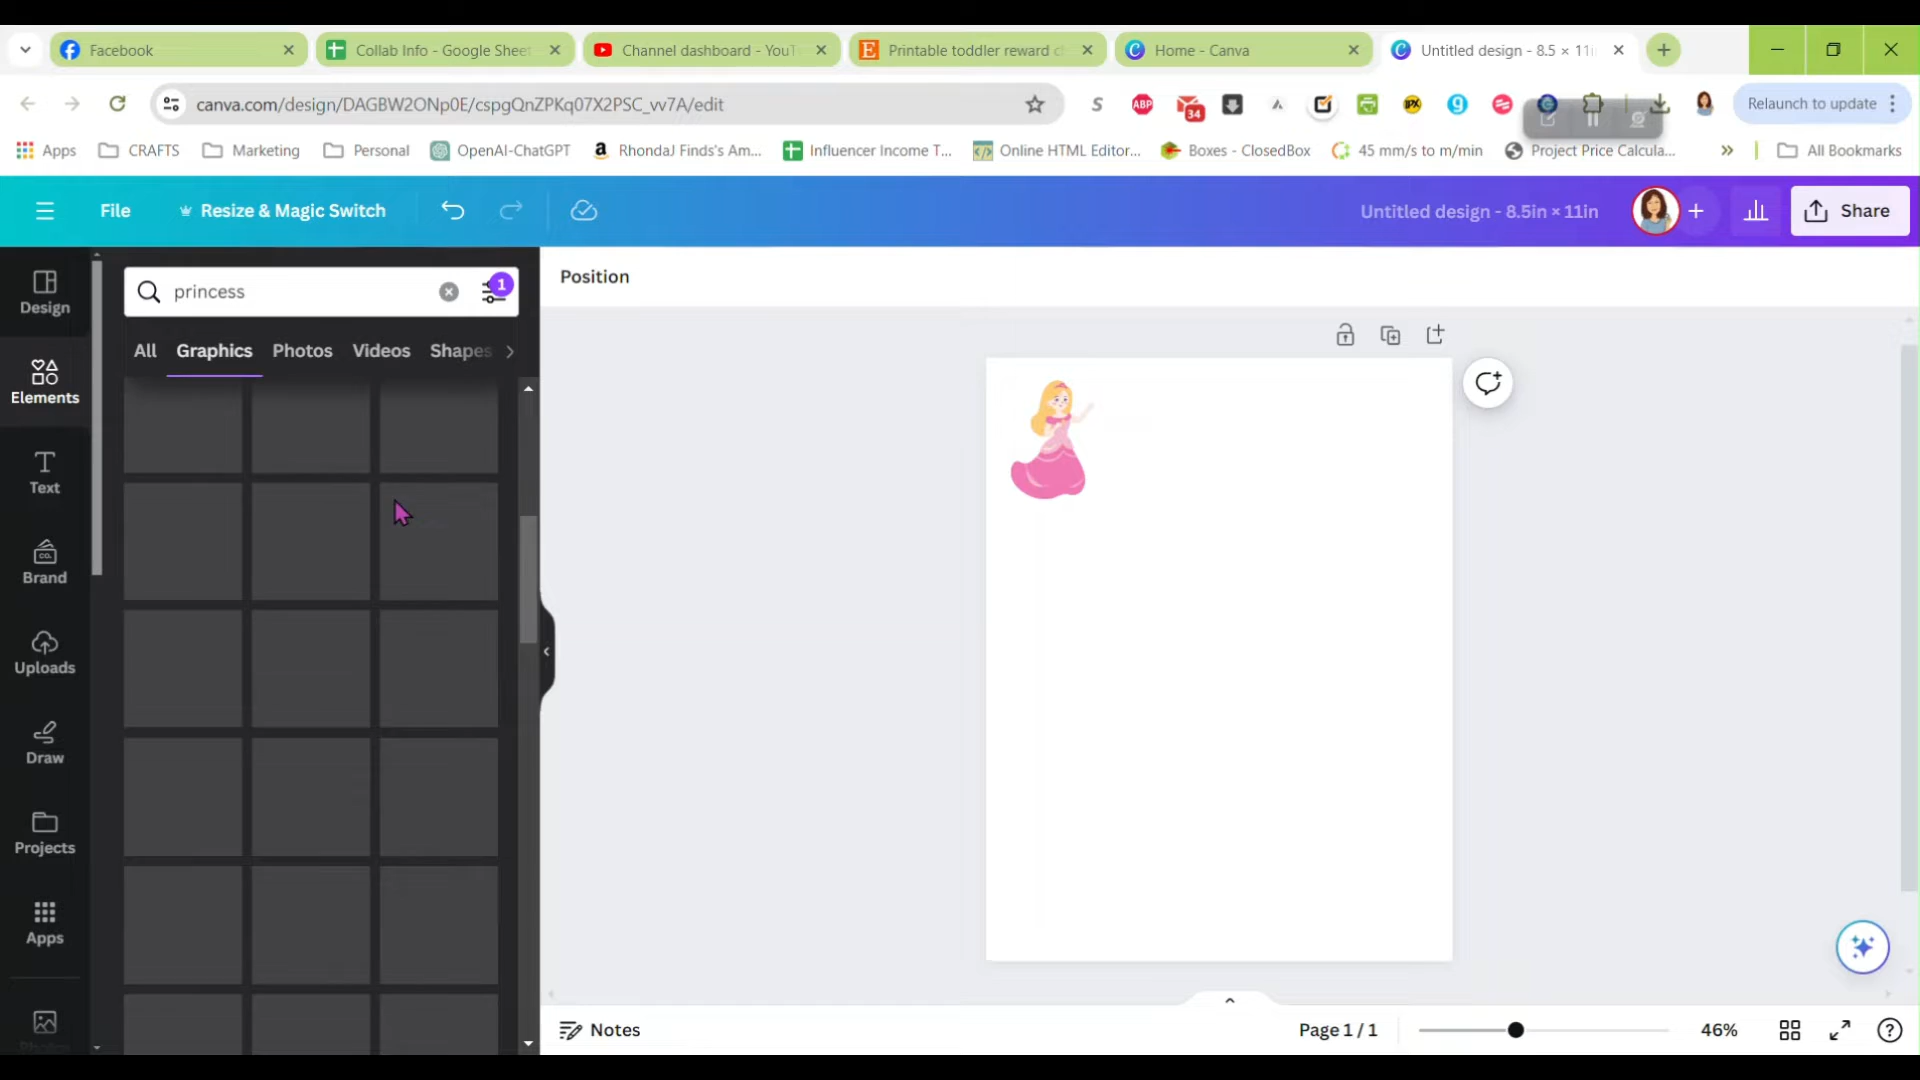 Facebook
Collab Info - Google Sheet
Channel dashboard - YouT
Printable toddler reward c
Home - Canva
Untitled design - 8.5 × 11i
canva.com/design/DAGBW2ONp0E/cspgQnZPKq07X2PSC_vv7A/edit
S
ABP
34
Relaunch to update
Apps
CRAFTS
Marketing
Personal
OpenAI-ChatGPT
RhondaJ Finds's Am...
Influencer Income T...
Online HTML Editor...
Boxes - ClosedBox
45 mm/s to m/min
Project Price Calcula...
All Bookmarks
File
Resize & Magic Switch
Untitled design - 8.5in × 11in
Share
Design
Elements
Text
Brand
Uploads
Draw
Projects
Apps
princess
1
All
Graphics
Photos
Videos
Shapes
Position
Notes
Page 1 / 1
46%